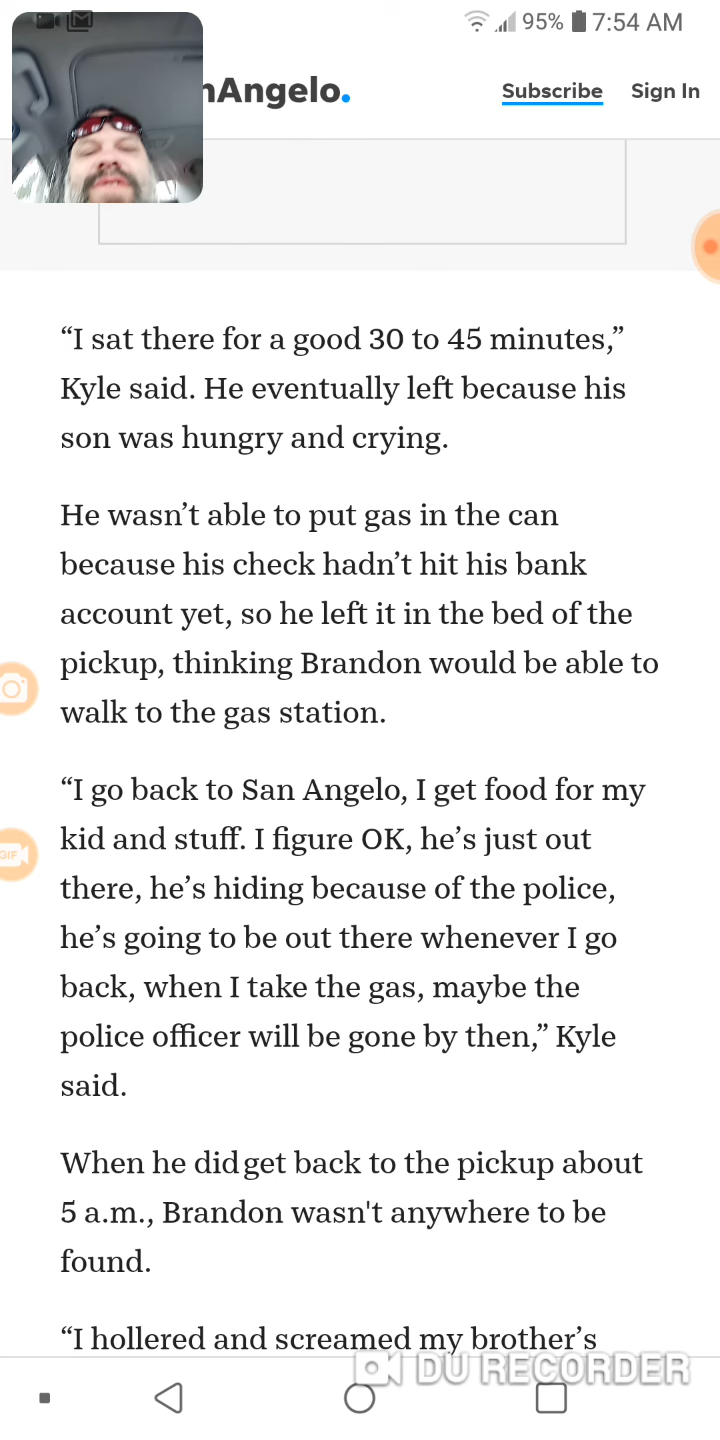 95% 7:54 AM
nAngelo.
Subscribe Sign In
“I sat there for a good 30 to 45 minutes,”
Kyle said. He eventually left because his
son was hungry and crying.
He wasn’t able to put gas in the can
because his check hadn’t hit his bank
account yet, so he left it in the bed of the
pickup, thinking Brandon would be able to
walk to the gas station.
“I go back to San Angelo, I get food for my
kid and stuff. I figure OK, he’s just out
there, he’s hiding because of the police,
he’s going to be out there whenever I go
back, when I take the gas, maybe the
police officer will be gone by then,” Kyle
said.
When he did get back to the pickup about
5 a.m., Brandon wasn't anywhere to be
found.
“I hollered and screamed my brother’s
DU RECORDER
GIF